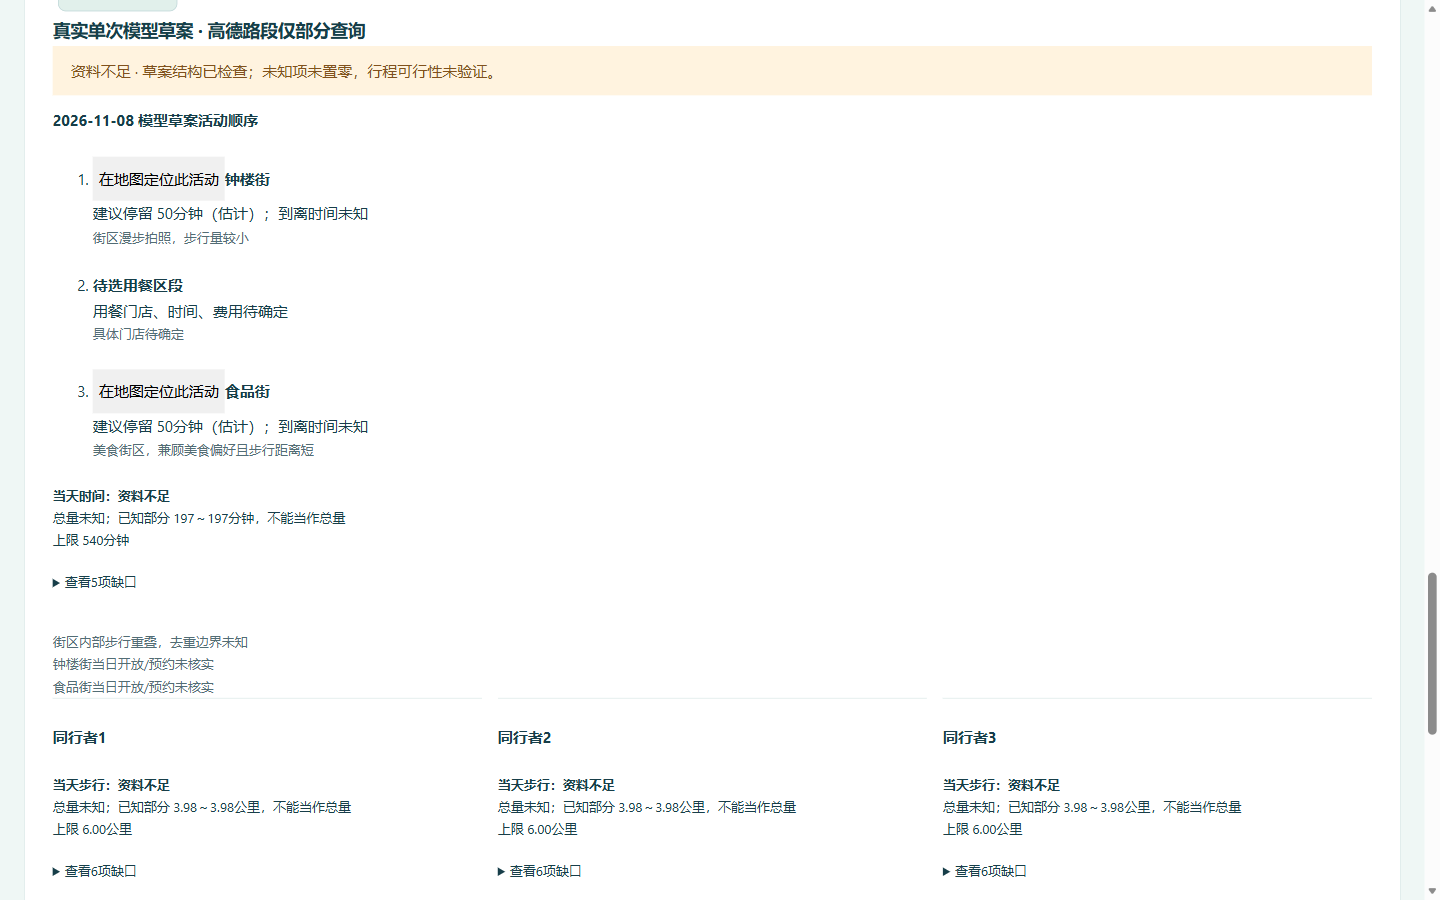 真实单次模型草案 · 高德路段仅部分查询
资料不足 · 草案结构已检查；未知项未置零，行程可行性未验证。
2026-11-08 模型草案活动顺序
1. 在地图定位此活动 钟楼街
建议停留 50分钟（估计）；到离时间未知
街区漫步拍照，步行量较小
2. 待选用餐区段
用餐门店、时间、费用待确定
具体门店待确定
3. 在地图定位此活动 食品街
建议停留 50分钟（估计）；到离时间未知
美食街区，兼顾美食偏好且步行距离短
当天时间：资料不足
总量未知；已知部分 197～197分钟，不能当作总量
上限 540分钟
▶ 查看5项缺口
街区内部步行重叠，去重边界未知
钟楼街当日开放/预约未核实
食品街当日开放/预约未核实
同行者1
当天步行：资料不足
总量未知；已知部分 3.98～3.98公里，不能当作总量
上限 6.00公里
▶ 查看6项缺口
同行者2
当天步行：资料不足
总量未知；已知部分 3.98～3.98公里，不能当作总量
上限 6.00公里
▶ 查看6项缺口
同行者3
当天步行：资料不足
总量未知；已知部分 3.98～3.98公里，不能当作总量
上限 6.00公里
▶ 查看6项缺口